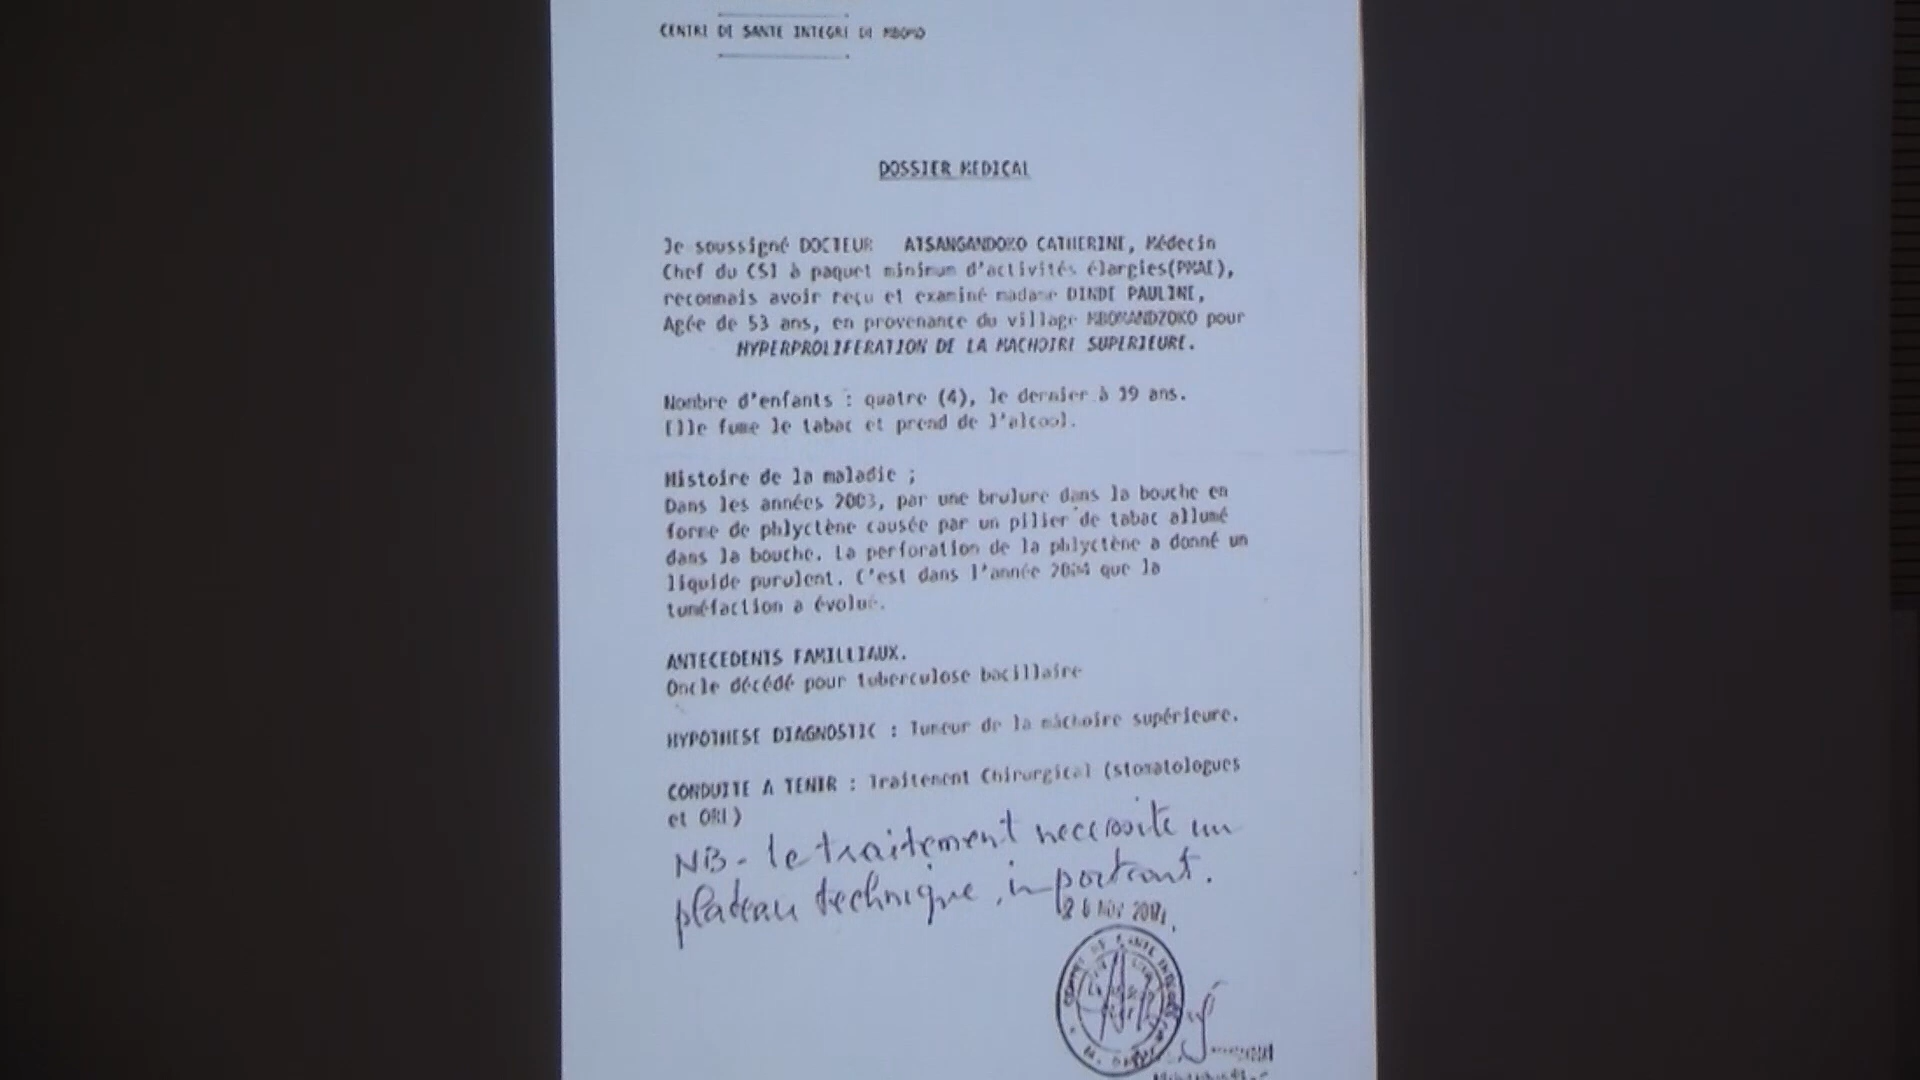 CENTRE DE SANTE INTEGRE DE MBOMO
DOSSIER MEDICAL
Je soussigné DOCTEUR ATSANGANDOKO CATHERINE, Médecin
Chef du CSI à paquet minimum d'activités élargies(PMAE),
reconnais avoir reçu et examiné madame DINDE PAULINE,
Agée de 53 ans, en provenance du village MBOMANDZOKO pour
HYPERPROLIFERATION DE LA MACHOIRE SUPERIEURE.
Nombre d'enfants : quatre (4), le dernier à 19 ans.
Elle fume le tabac et prend de l'alcool.
Histoire de la maladie ;
Dans les années 2003, par une brulure dans la bouche en
forme de phlyctène causée par un pilier de tabac allumé
dans la bouche. La perforation de la phlyctène a donné un
liquide purulent. C'est dans l'année 2004 que la
tuméfaction a évolué.
ANTECEDENTS FAMILLIAUX.
Oncle décédé pour tuberculose bacillaire
HYPOTHESE DIAGNOSTIC : Tumeur de la mâchoire supérieure.
CONDUITE A TENIR : Traitement Chirurgical (stomatologues
et ORL)
NB- le traitement necessite un
plateau technique important.
26 NOV